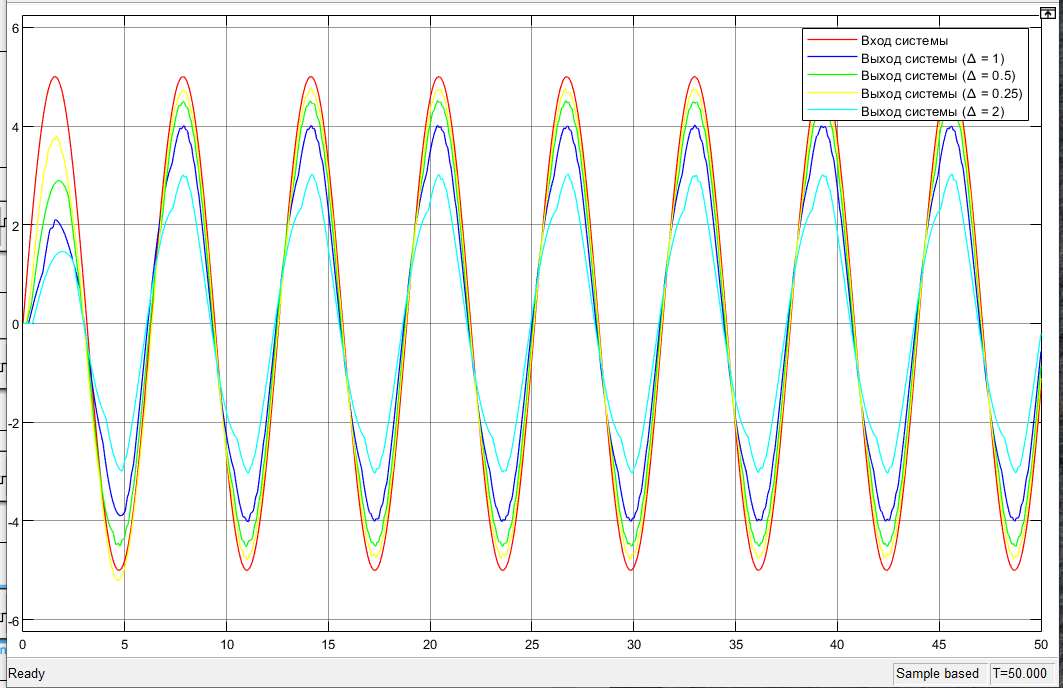 6
4
2
0
-2
-4
-6
Вход системы
Выход системы (Δ = 1)
Выход системы (Δ = 0.5)
Выход системы (Δ = 0.25)
Выход системы (Δ = 2)
0 5 10 15 20 25 30 35 40 45 50
Ready Sample based T=50.000